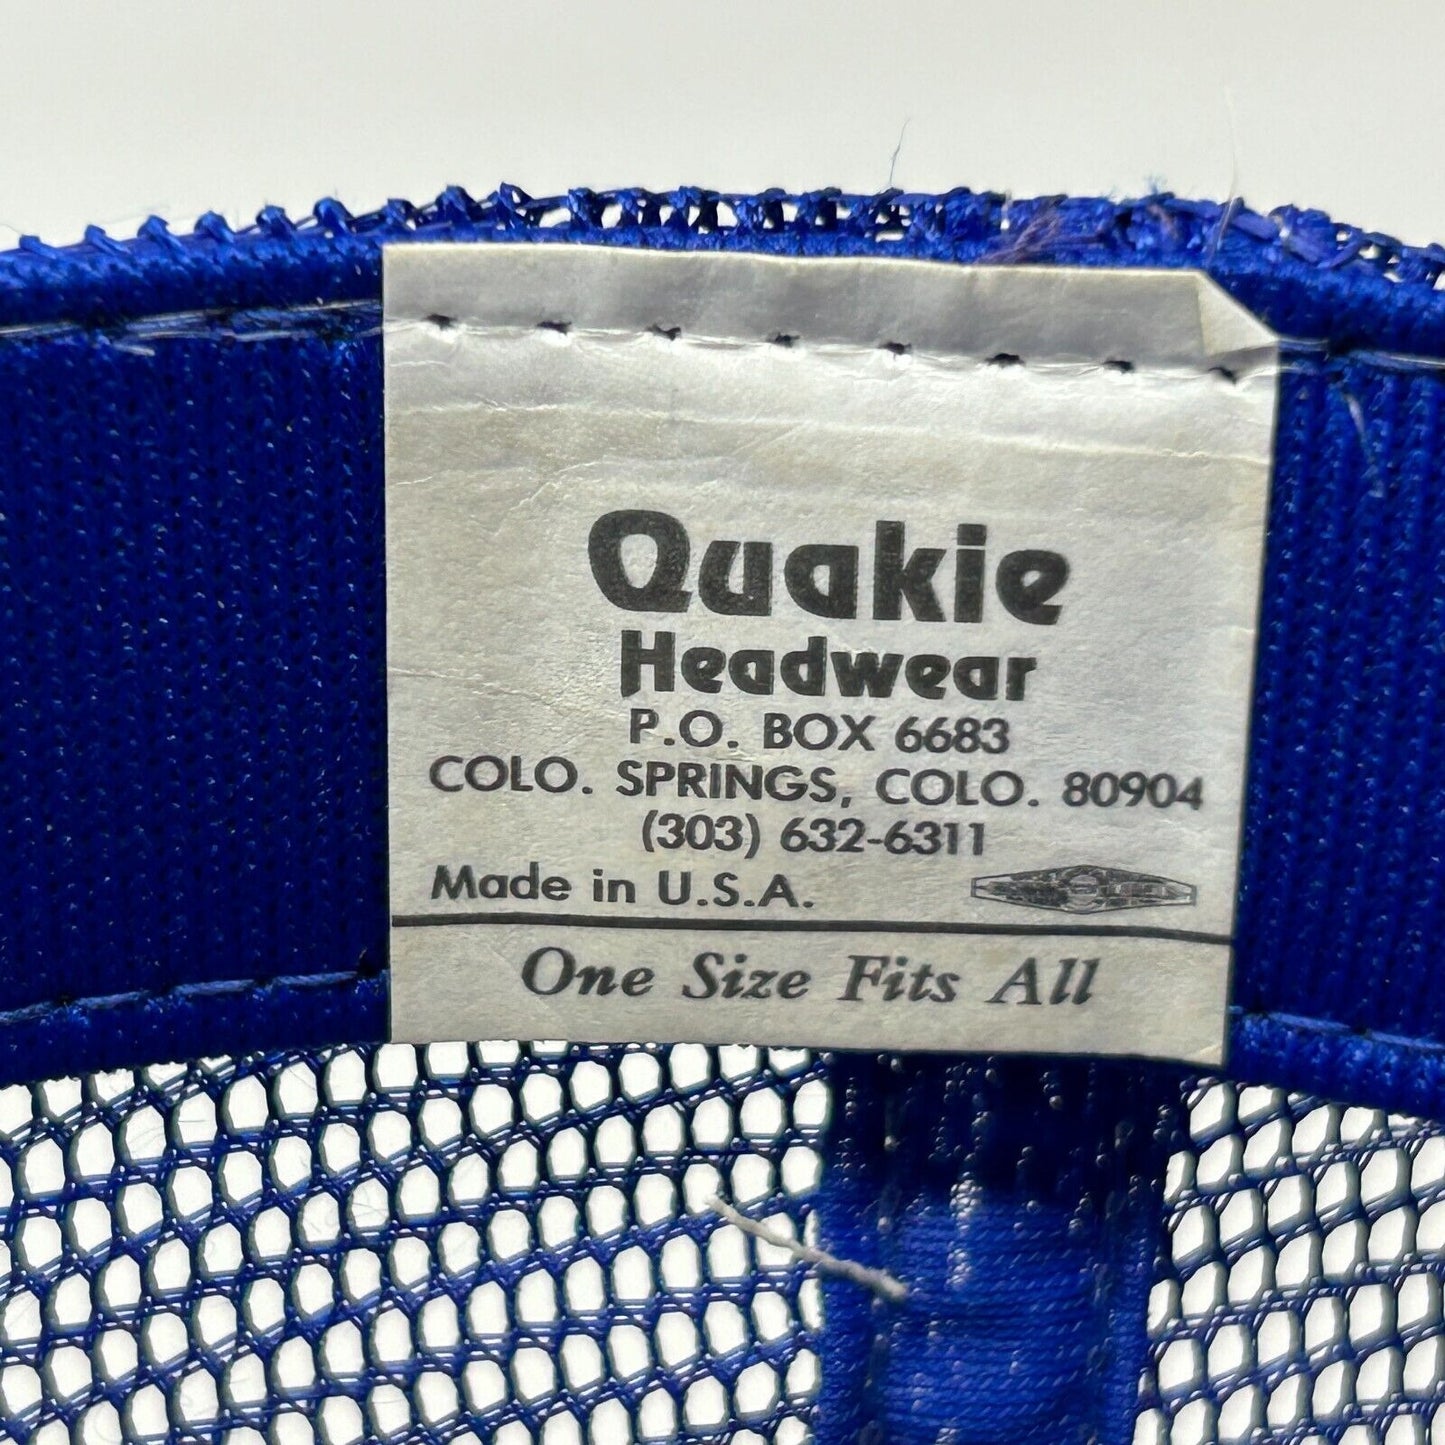 Quakie
Headwear
P.O. BOX 6683
COLO. SPRINGS, COLO. 80904
(303) 632-6311
Made in U.S.A.
One Size Fits All